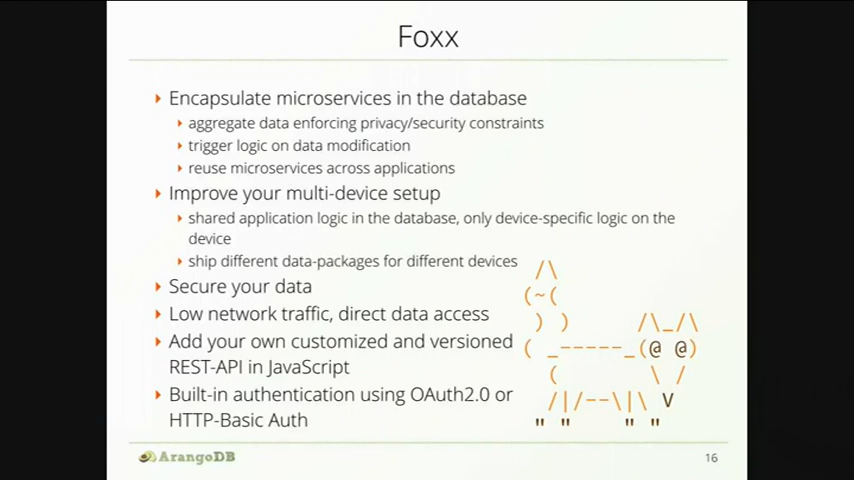 Foxx
Encapsulate microservices in the database
aggregate data enforcing privacy/security constraints
trigger logic on data modification
reuse microservices across applications
Improve your multi-device setup
shared application logic in the database, only device-specific logic on the
device
ship different data-packages for different devices
Secure your data
Low network traffic, direct data access
Add your own customized and versioned
REST-API in JavaScript
Built-in authentication using OAuth2.0 or
HTTP-Basic Auth
/\
(~(
) )     /\_/\
( _-----_(@ @)
(       \ /
/|/--\|\ V
" "    " "
ArangoDB
16